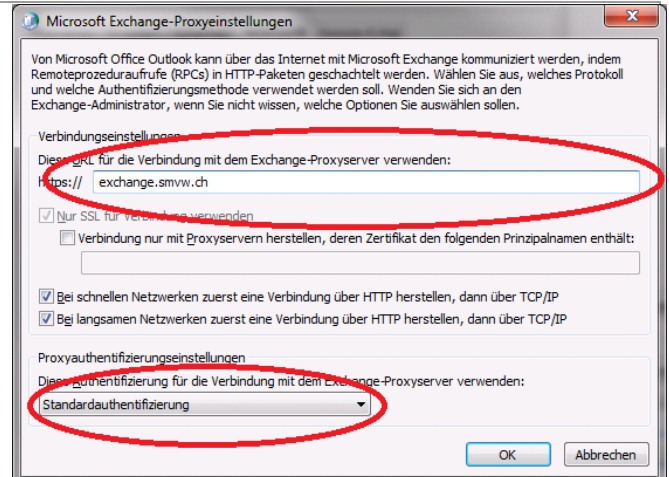 Microsoft Exchange-Proxyeinstellungen
Von Microsoft Office Outlook kann über das Internet mit Microsoft Exchange kommuniziert werden, indem
Remoteprozeduraufrufe (RPCs) in HTTP-Paketen geschachtelt werden. Wählen Sie aus, welches Protokoll
und welche Authentifizierungsmethode verwendet werden soll. Wenden Sie sich an den
Exchange-Administrator, wenn Sie nicht wissen, welche Optionen Sie auswählen sollen.
Verbindungseinstellungen
Diese URL für die Verbindung mit dem Exchange-Proxyserver verwenden:
https:// exchange.smvw.ch
Nur SSL für Verbindung verwenden
Verbindung nur mit Proxyservern herstellen, deren Zertifikat den folgenden Prinzipalnamen enthält:
Bei schnellen Netzwerken zuerst eine Verbindung über HTTP herstellen, dann über TCP/IP
Bei langsamen Netzwerken zuerst eine Verbindung über HTTP herstellen, dann über TCP/IP
Proxyauthentifizierungseinstellungen
Diese Authentifizierung für die Verbindung mit dem Exchange-Proxyserver verwenden:
Standardauthentifizierung
OK Abbrechen